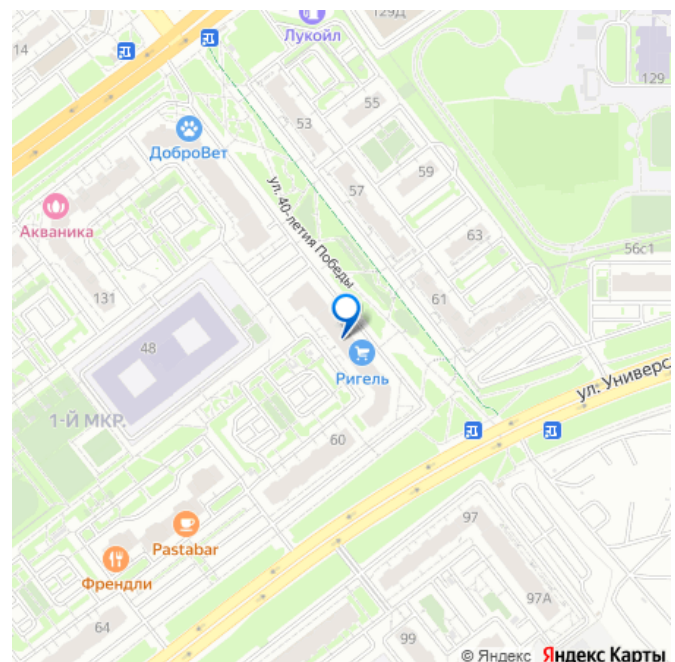 129Д
Лукойл
14
129
55
53
ДоброВет
59
57
ул. 40-летия Победы
Акваника
63
56с1
131
61
48
Ригель
ул. Универс
1-Й МКР.
60
97
Pastabar
Френдли
97А
64
99
© Яндекс Яндекс Карты